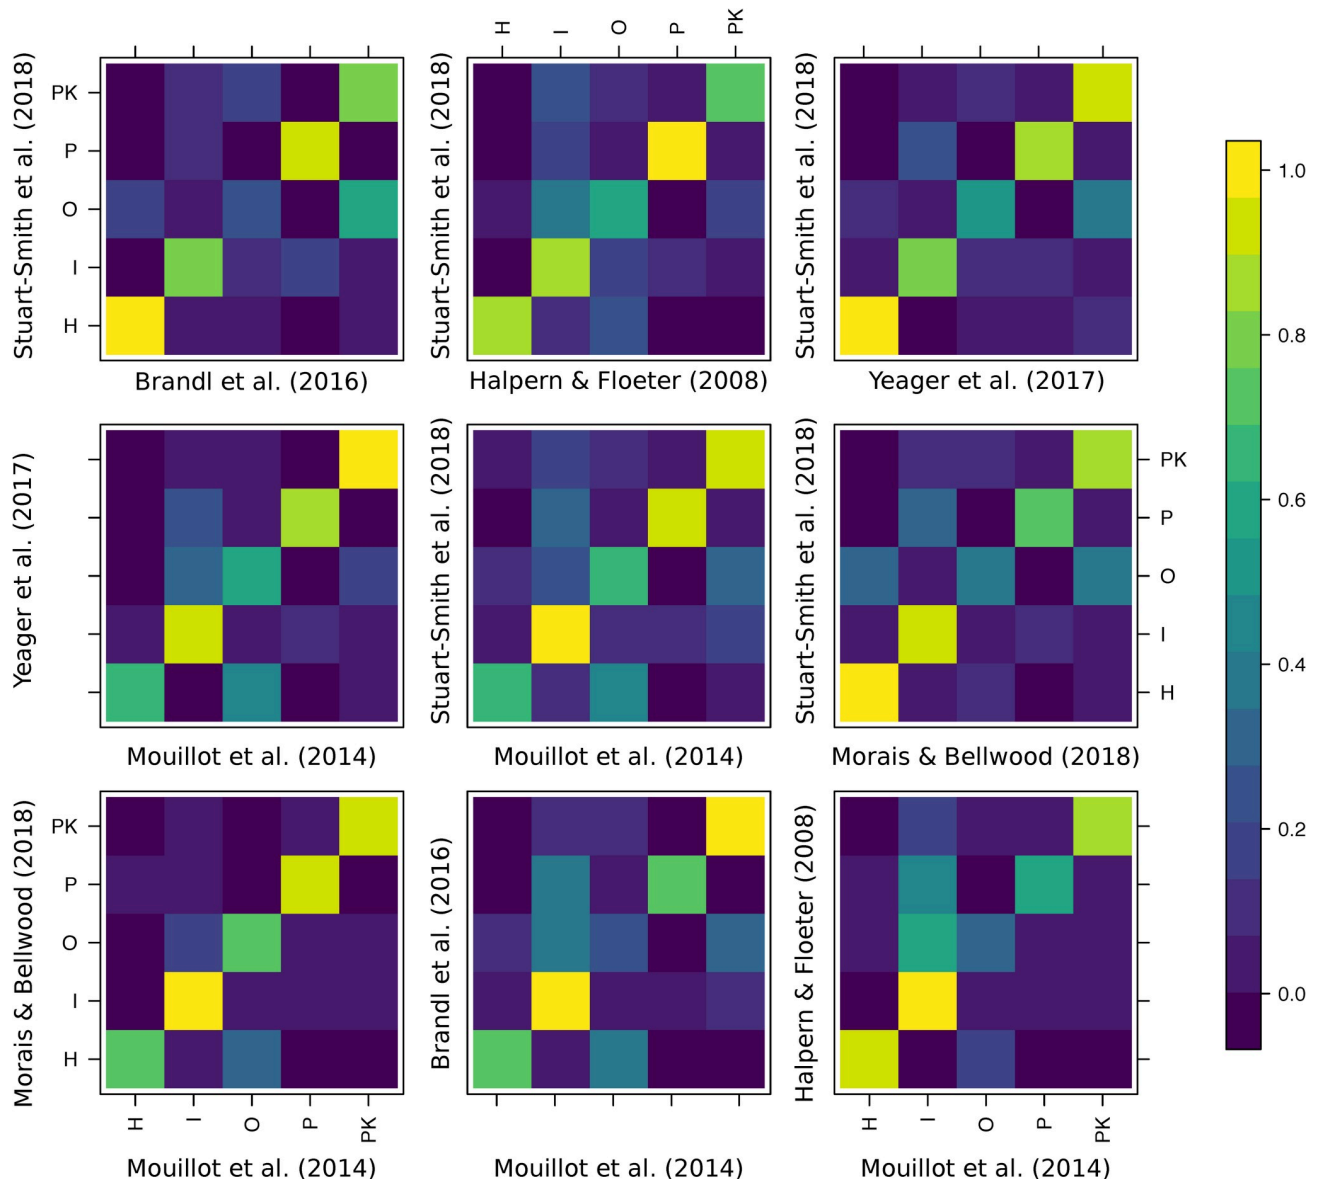 H I O P PK
Stuart-Smith et al. (2018)
PK
P
O
I
H
Brandl et al. (2016)
Stuart-Smith et al. (2018)
Halpern & Floeter (2008)
Stuart-Smith et al. (2018)
Yeager et al. (2017)
1.0
0.8
0.6
0.4
0.2
0.0
Yeager et al. (2017)
Mouillot et al. (2014)
Stuart-Smith et al. (2018)
Mouillot et al. (2014)
Stuart-Smith et al. (2018)
PK
P
O
I
H
Morais & Bellwood (2018)
Morais & Bellwood (2018)
PK
P
O
I
H
H I O P PK
Mouillot et al. (2014)
Brandl et al. (2016)
Mouillot et al. (2014)
Halpern & Floeter (2008)
H I O P PK
Mouillot et al. (2014)